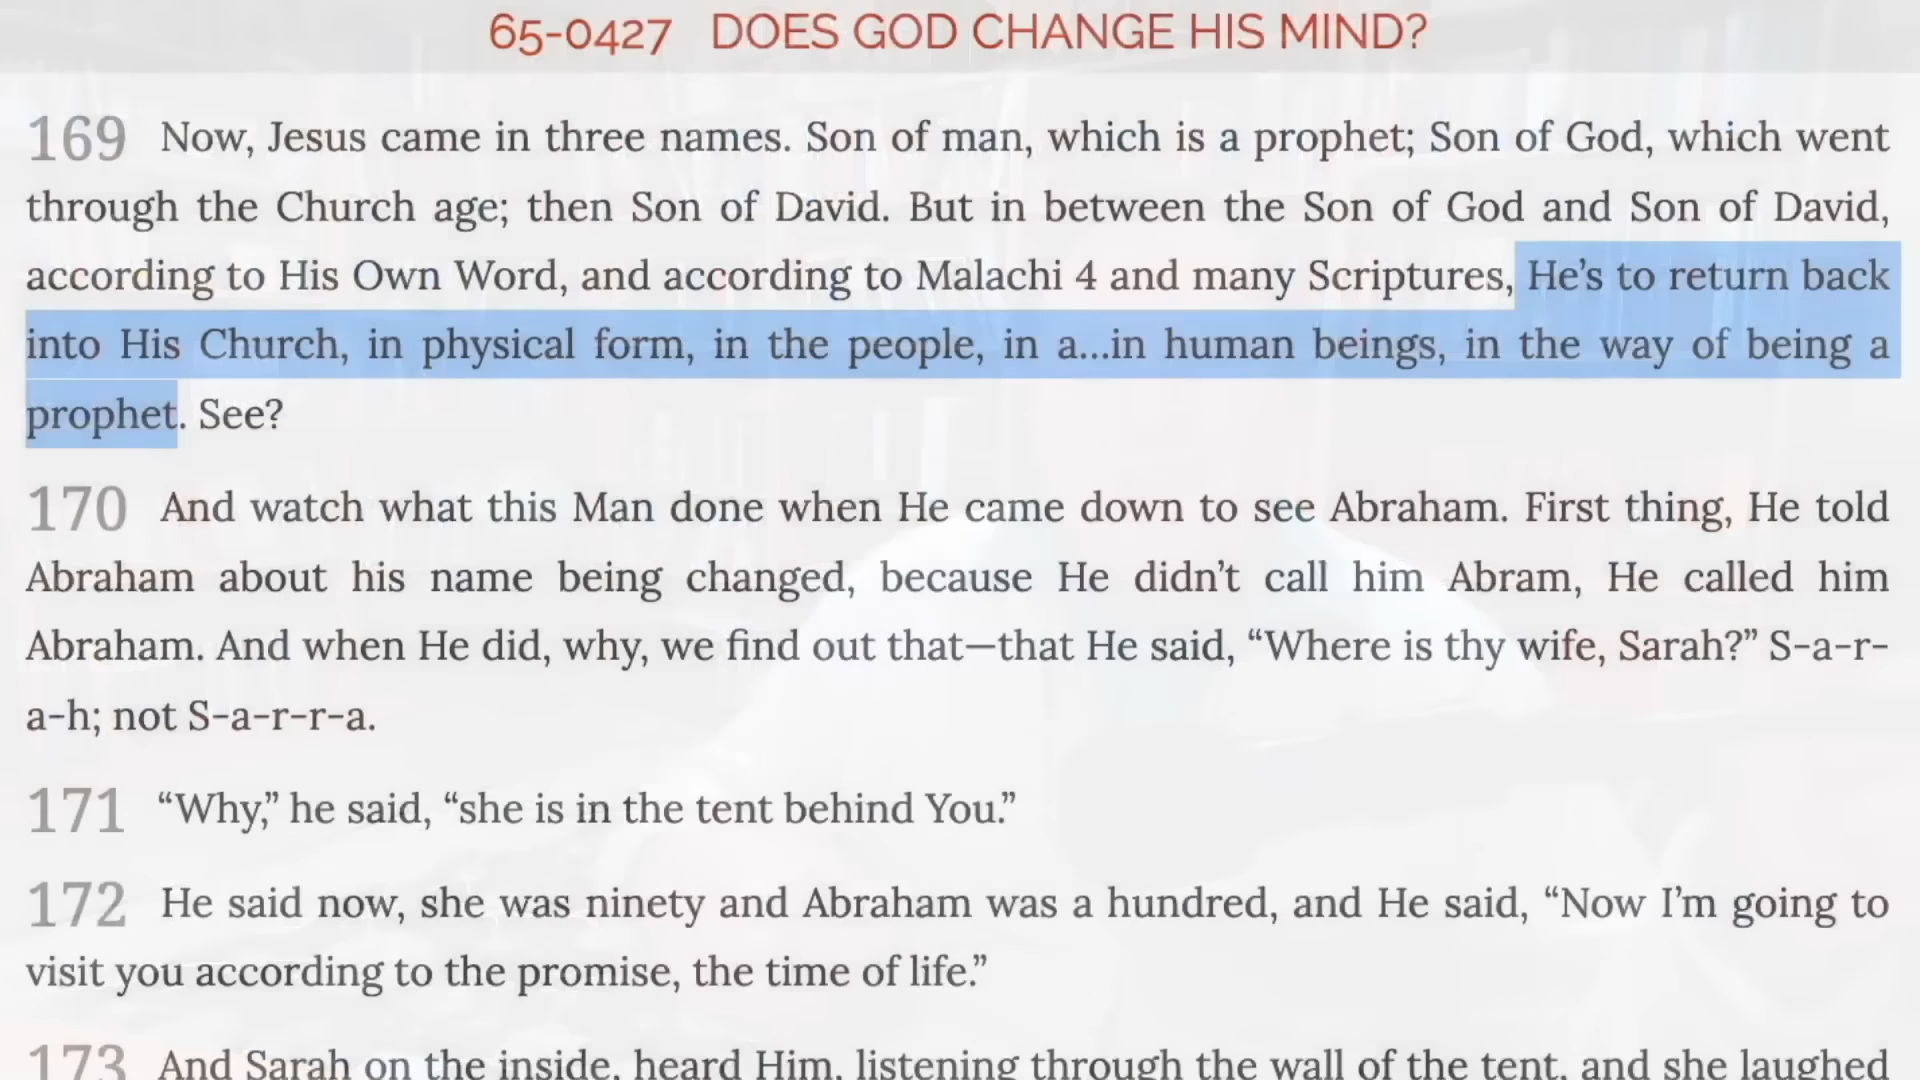 65-0427 DOES GOD CHANGE HIS MIND?
169 Now, Jesus came in three names. Son of man, which is a prophet; Son of God, which went
through the Church age; then Son of David. But in between the Son of God and Son of David,
according to His Own Word, and according to Malachi 4 and many Scriptures, He’s to return back
into His Church, in physical form, in the people, in a...in human beings, in the way of being a
prophet. See?
170 And watch what this Man done when He came down to see Abraham. First thing, He told
Abraham about his name being changed, because He didn’t call him Abram, He called him
Abraham. And when He did, why, we find out that—that He said, “Where is thy wife, Sarah?” S-a-r-
a-h; not S-a-r-r-a.
171 “Why,” he said, “she is in the tent behind You.”
172 He said now, she was ninety and Abraham was a hundred, and He said, “Now I’m going to
visit you according to the promise, the time of life.”
173 And Sarah on the inside, heard Him, listening through the wall of the tent, and she laughed